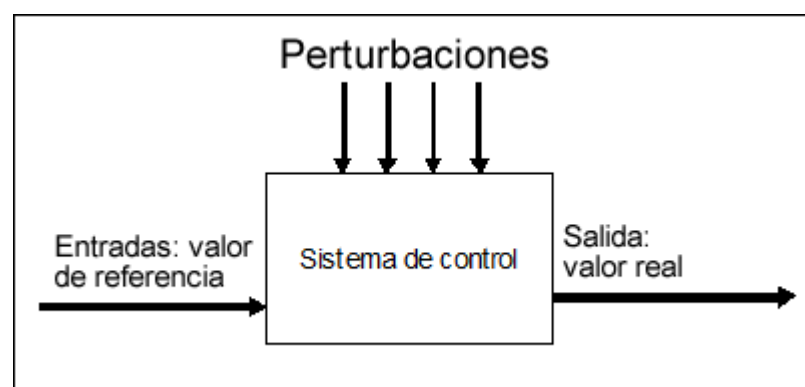 Perturbaciones
Entradas: valor
de referencia
Sistema de control
Salida:
valor real